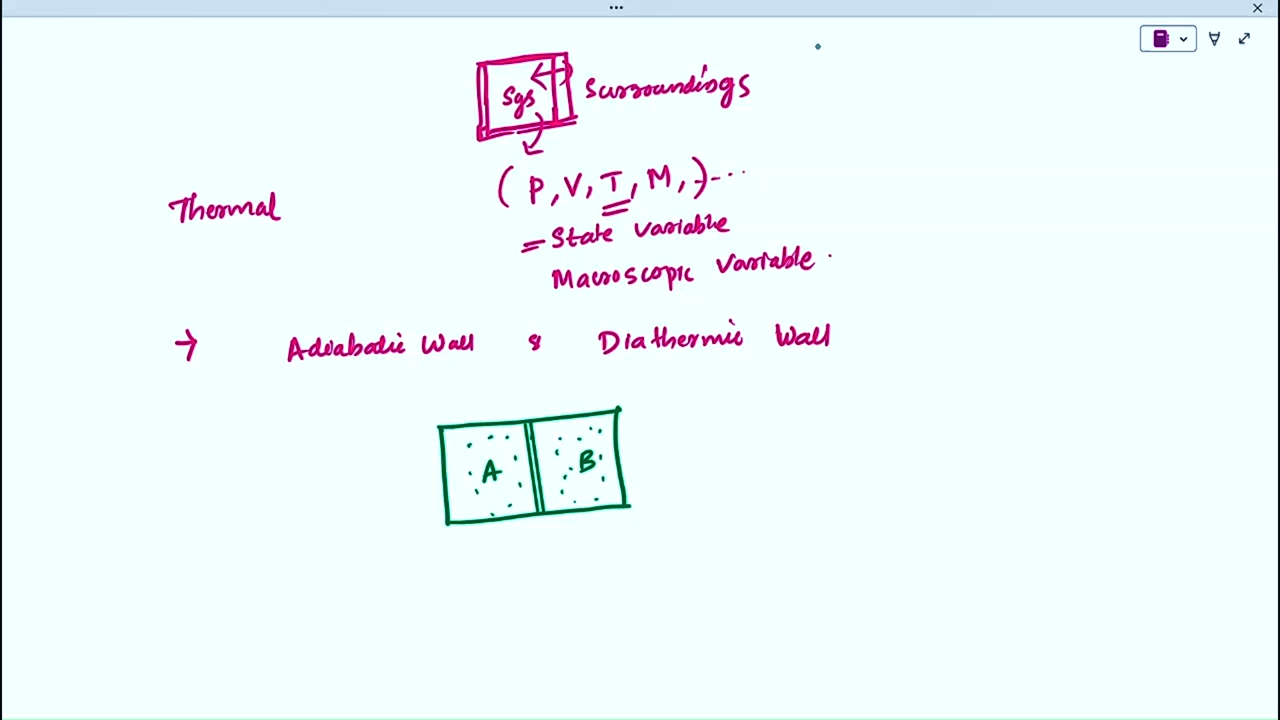 Sys Surroundings
(P, V, T, M, ) ...
Thermal
= State Variable
Macroscopic Variable .
→ Adiabatic Wall & Diathermic Wall
A B